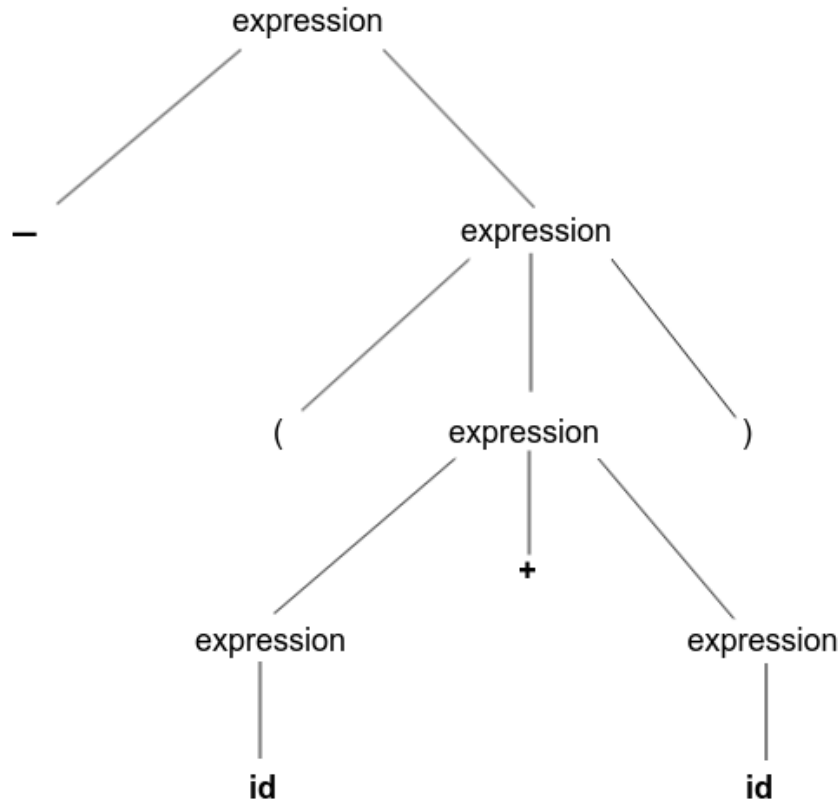 expression
– expression
( expression )
+
expression expression
id id